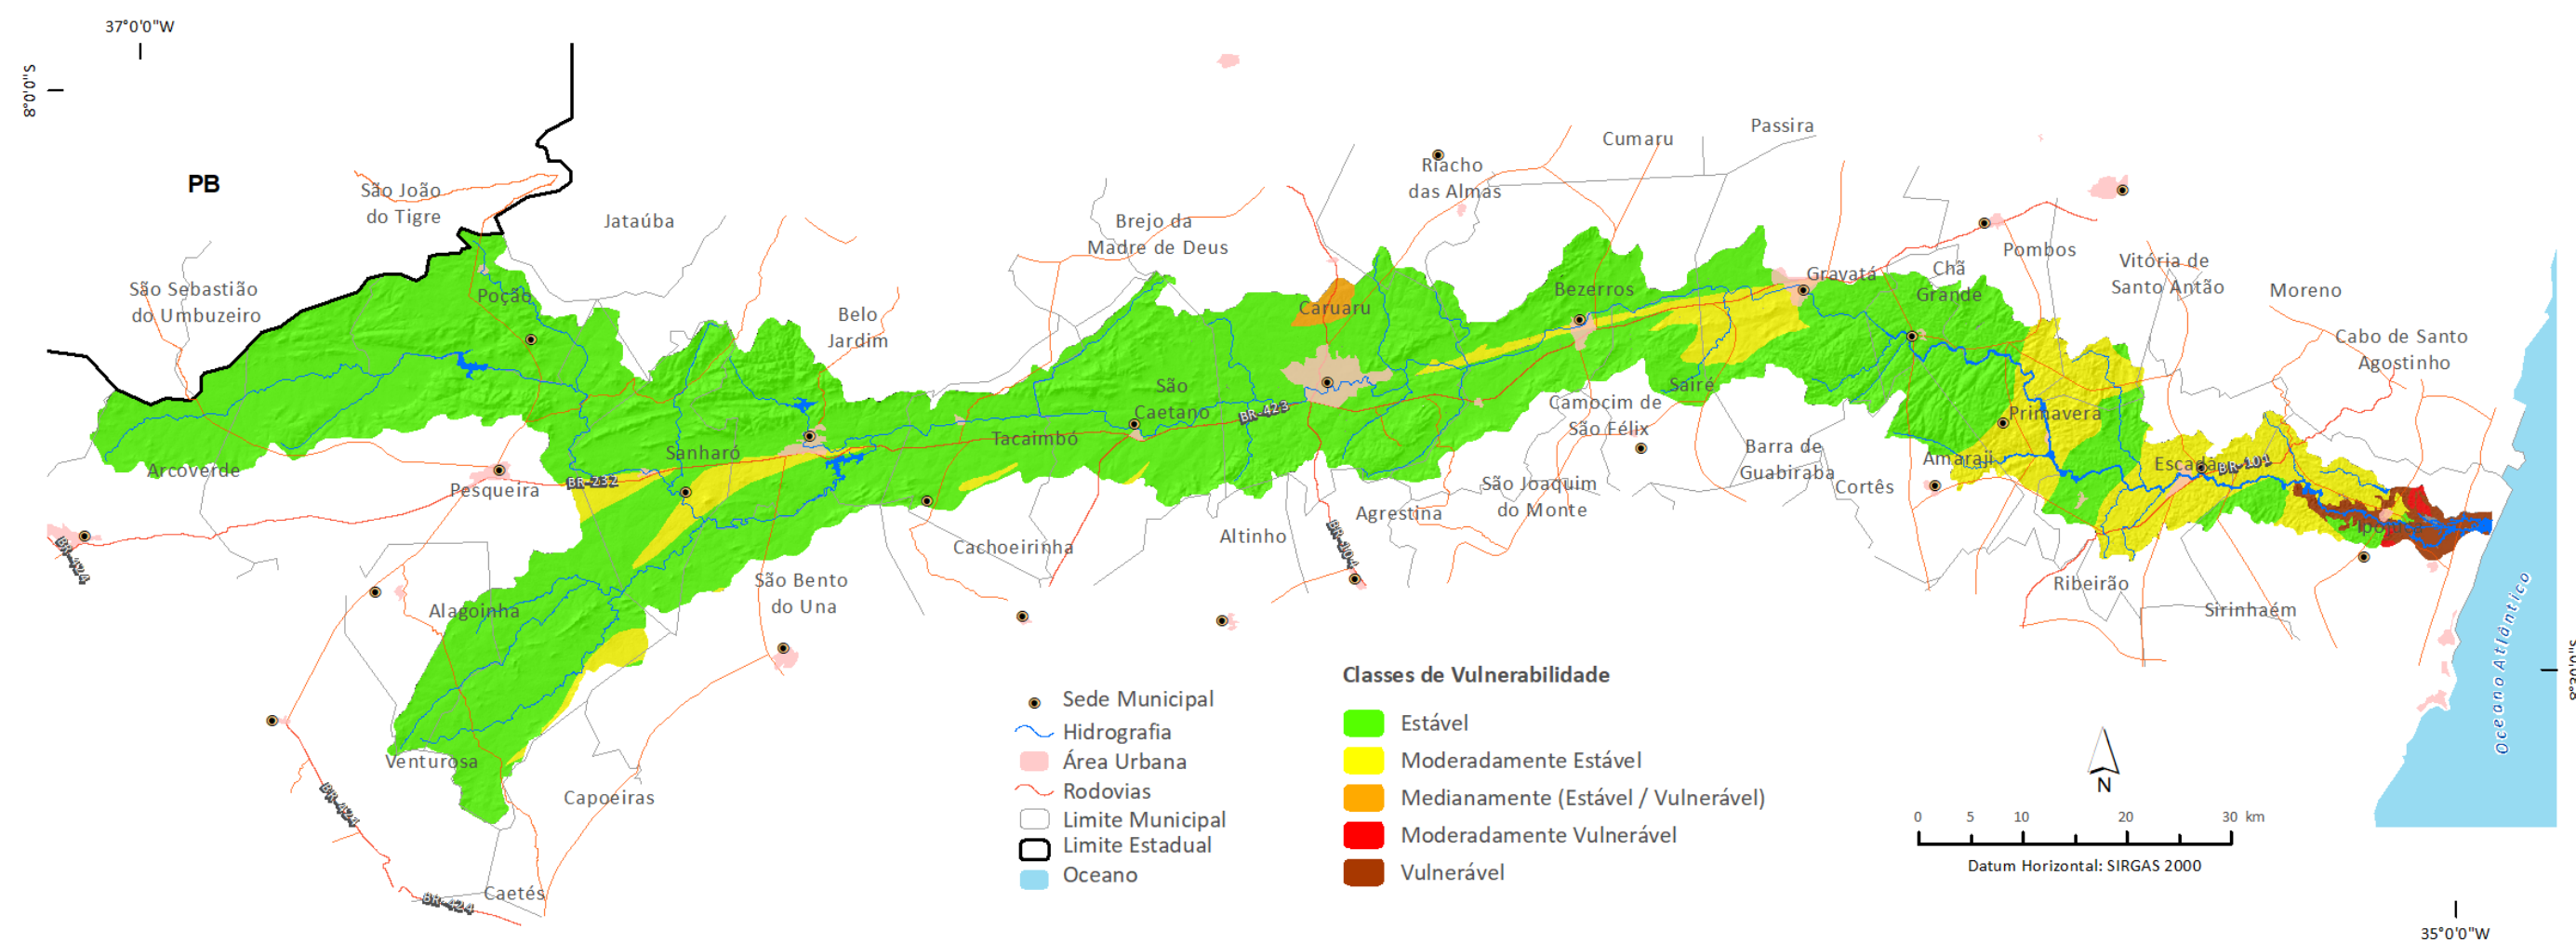 37°0'0"W
8°0'0"S
PB
São João
do Tigre
Jataúba
São Sebastião
do Umbuzeiro
Poção
Belo
Jardim
Brejo da
Madre de Deus
Riacho
das Almas
Cumaru
Passira
Caruaru
Bezerros
Gravatá
Chã
Grande
Pombos
Vitória de
Santo Antão
Moreno
Cabo de Santo
Agostinho
Arcoverde
Pesqueira
BR-232
Sanharó
Tacaimbó
São
Caetano
BR-423
Camocim de
São Félix
Sairé
Barra de
Guabiraba
Primavera
Amaraji
Cortês
Escada
BR-101
Ipojuca
BR-424
Alagoinha
São Bento
do Una
Cachoeirinha
Altinho
BR-104
Agrestina
São Joaquim
do Monte
Ribeirão
Sirinhaém
Oceano Atlântico
Venturosa
Capoeiras
Caetés
BR-424
Sede Municipal
Hidrografia
Área Urbana
Rodovias
Limite Municipal
Limite Estadual
Oceano
Classes de Vulnerabilidade
Estável
Moderadamente Estável
Medianamente (Estável / Vulnerável)
Moderadamente Vulnerável
Vulnerável
N
0 5 10 20 30 km
Datum Horizontal: SIRGAS 2000
35°0'0"W